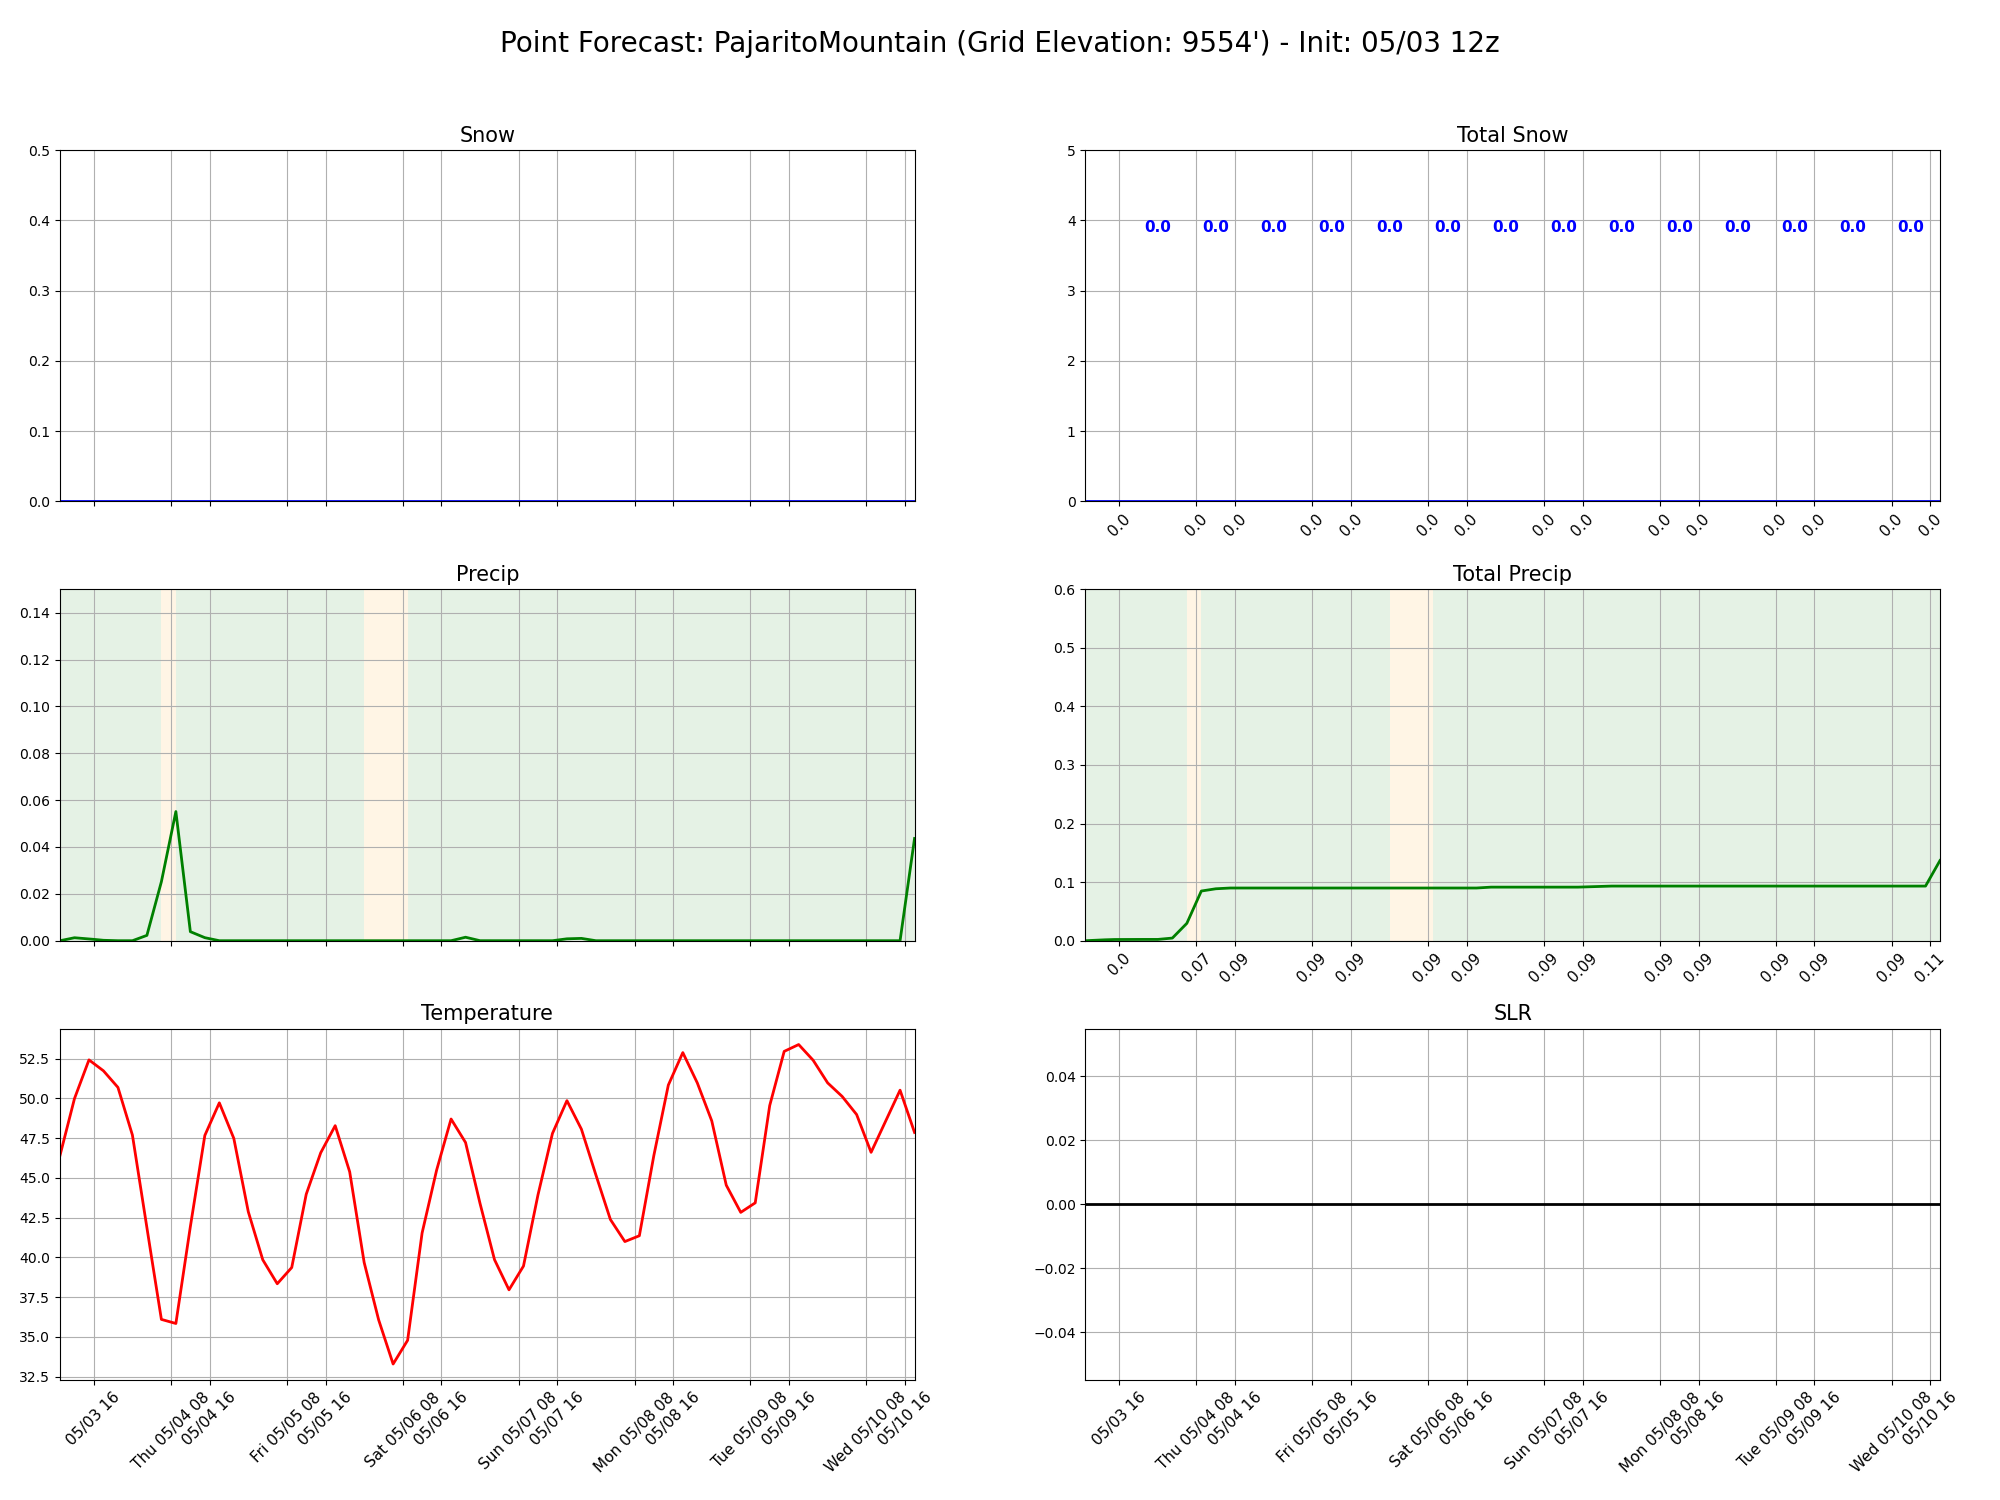 Point Forecast: PajaritoMountain (Grid Elevation: 9554') - Init: 05/03 12z
Snow
0.5
0.4
0.3
0.2
0.1
0.0
Total Snow
5
4
3
2
1
0
0.0 0.0 0.0 0.0 0.0 0.0 0.0 0.0 0.0 0.0 0.0 0.0 0.0 0.0
0.0 0.0 0.0 0.0 0.0 0.0 0.0 0.0 0.0 0.0 0.0 0.0 0.0 0.0 0.0
Precip
0.14
0.12
0.10
0.08
0.06
0.04
0.02
0.00
Total Precip
0.6
0.5
0.4
0.3
0.2
0.1
0.0
0.0 0.07 0.09 0.09 0.09 0.09 0.09 0.09 0.09 0.09 0.09 0.09 0.09 0.09 0.11
Temperature
52.5
50.0
47.5
45.0
42.5
40.0
37.5
35.0
32.5
05/03 16
Thu 05/04 08
05/04 16
Fri 05/05 08
05/05 16
Sat 05/06 08
05/06 16
Sun 05/07 08
05/07 16
Mon 05/08 08
05/08 16
Tue 05/09 08
05/09 16
Wed 05/10 08
05/10 16
SLR
0.04
0.02
0.00
−0.02
−0.04
05/03 16
Thu 05/04 08
05/04 16
Fri 05/05 08
05/05 16
Sat 05/06 08
05/06 16
Sun 05/07 08
05/07 16
Mon 05/08 08
05/08 16
Tue 05/09 08
05/09 16
Wed 05/10 08
05/10 16